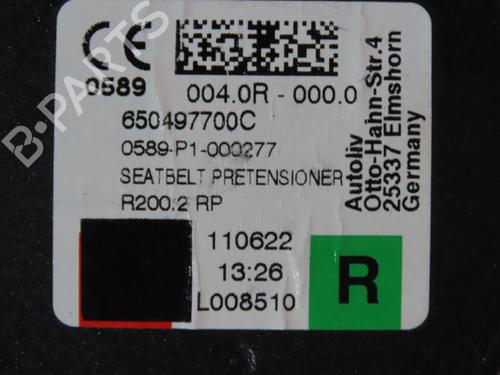 B-PARTS
CE
0589
004.0R - 000.0
650497700C
0589-P1-000277
SEATBELT PRETENSIONER
R200.2 RP
110622
13:26
L008510
R
Autoliv
Otto-Hahn-Str.4
25337 Elmshorn
Germany